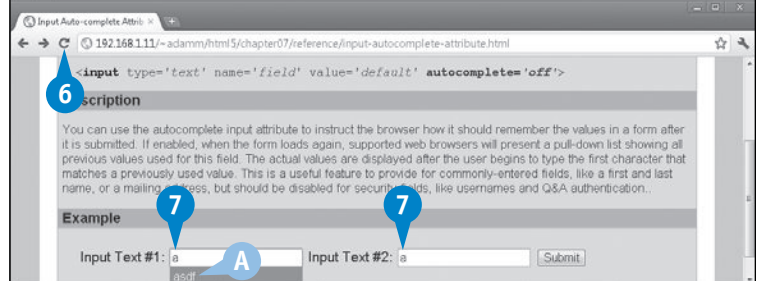 Input Auto-complete Attrib ×
192.168.1.11/~adamm/html5/chapter07/reference/input-autocomplete-attribute.html
<input type='text' name='field' value='default' autocomplete='off'>
6
scription
You can use the autocomplete input attribute to instruct the browser how it should remember the values in a form after
it is submitted. If enabled, when the form loads again, supported web browsers will present a pull-down list showing all
previous values used for this field. The actual values are displayed after the user begins to type the first character that
matches a previously used value. This is a useful feature to provide for commonly-entered fields, like a first and last
name, or a mailing address, but should be disabled for security fields, like usernames and Q&A authentication..
Example
7 7
Input Text #1: a Input Text #2: a Submit
asdf A